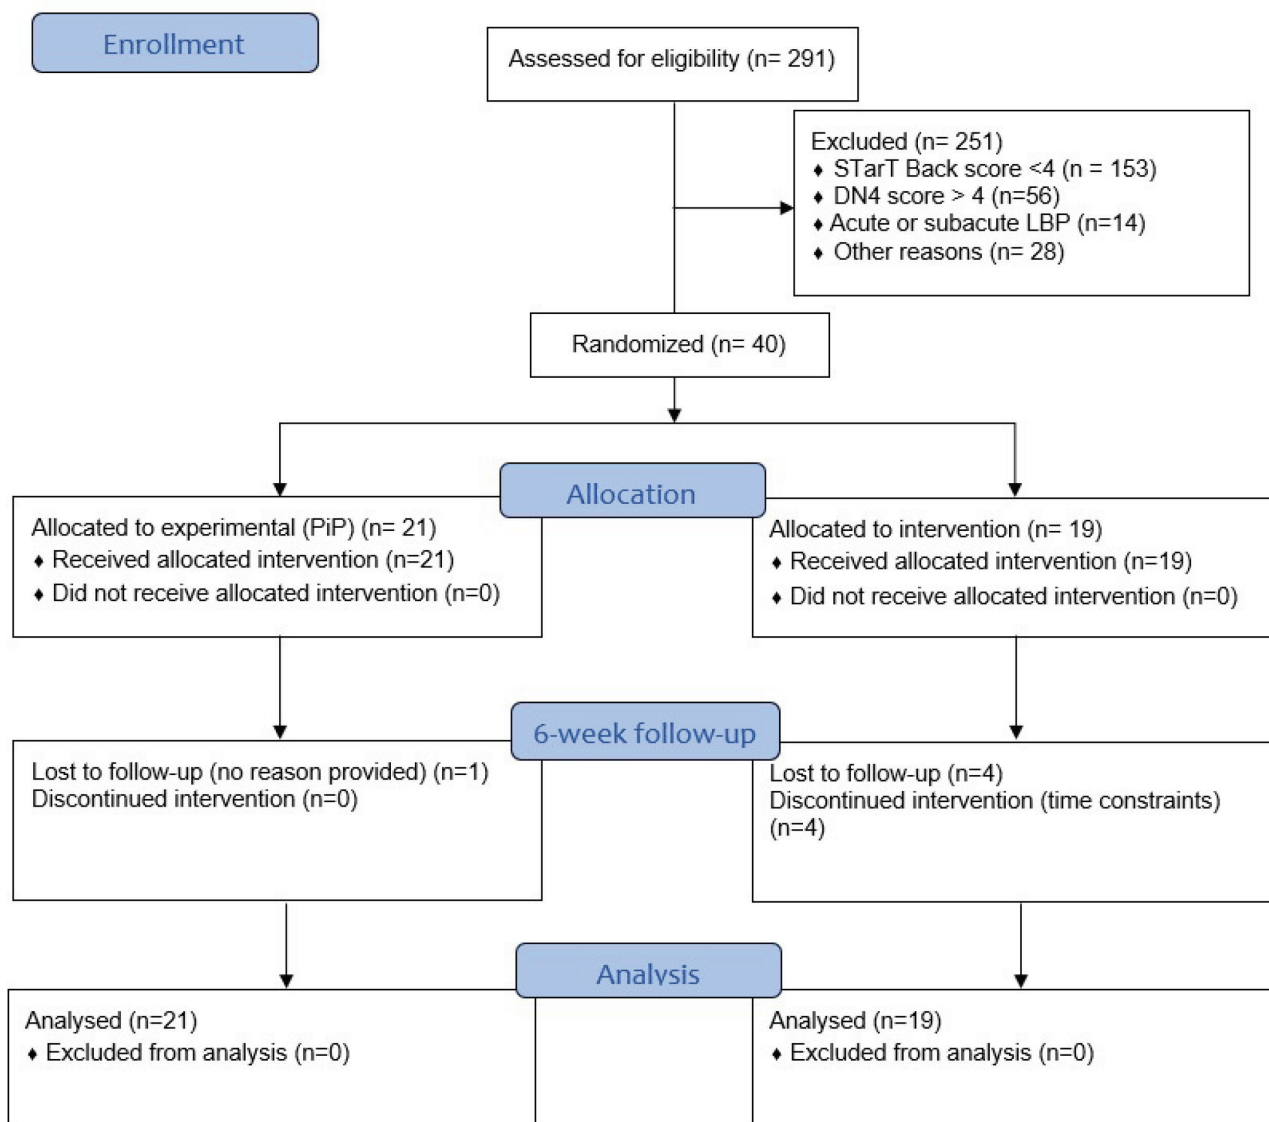 Enrollment
Assessed for eligibility (n= 291)
Excluded (n= 251)
♦ STarT Back score <4 (n = 153)
♦ DN4 score > 4 (n=56)
♦ Acute or subacute LBP (n=14)
♦ Other reasons (n= 28)
Randomized (n= 40)
Allocation
Allocated to experimental (PiP) (n= 21)
♦ Received allocated intervention (n=21)
♦ Did not receive allocated intervention (n=0)
Allocated to intervention (n= 19)
♦ Received allocated intervention (n=19)
♦ Did not receive allocated intervention (n=0)
6-week follow-up
Lost to follow-up (no reason provided) (n=1)
Discontinued intervention (n=0)
Lost to follow-up (n=4)
Discontinued intervention (time constraints)
(n=4)
Analysis
Analysed (n=21)
♦ Excluded from analysis (n=0)
Analysed (n=19)
♦ Excluded from analysis (n=0)